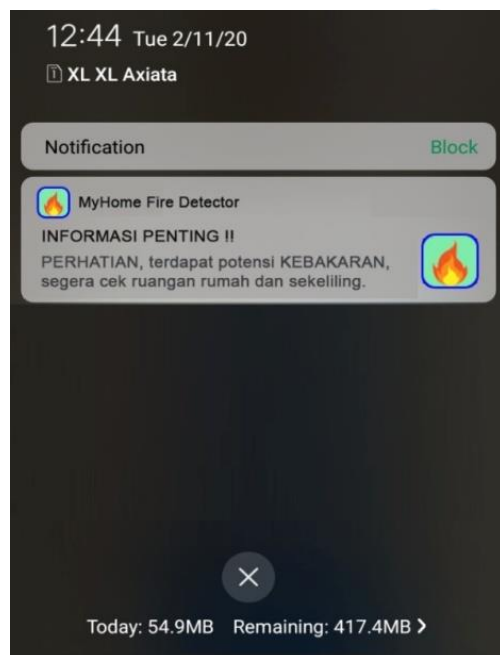 12:44 Tue 2/11/20
XL XL Axiata
Notification Block
MyHome Fire Detector
INFORMASI PENTING !!
PERHATIAN, terdapat potensi KEBAKARAN,
segera cek ruangan rumah dan sekeliling.
Today: 54.9MB Remaining: 417.4MB